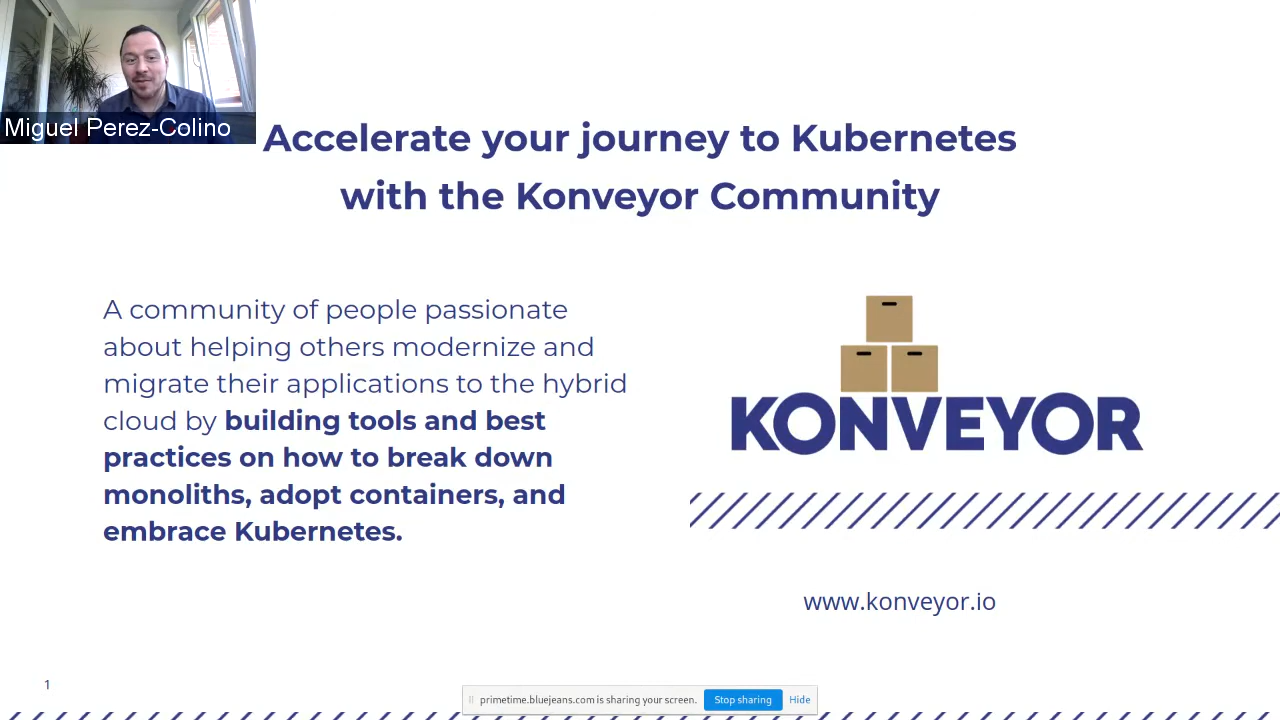 Miguel Perez-Colino
Accelerate your journey to Kubernetes
with the Konveyor Community
A community of people passionate
about helping others modernize and
migrate their applications to the hybrid
cloud by building tools and best
practices on how to break down
monoliths, adopt containers, and
embrace Kubernetes.
KONVEYOR
www.konveyor.io
1
primetime.bluejeans.com is sharing your screen. Stop sharing Hide